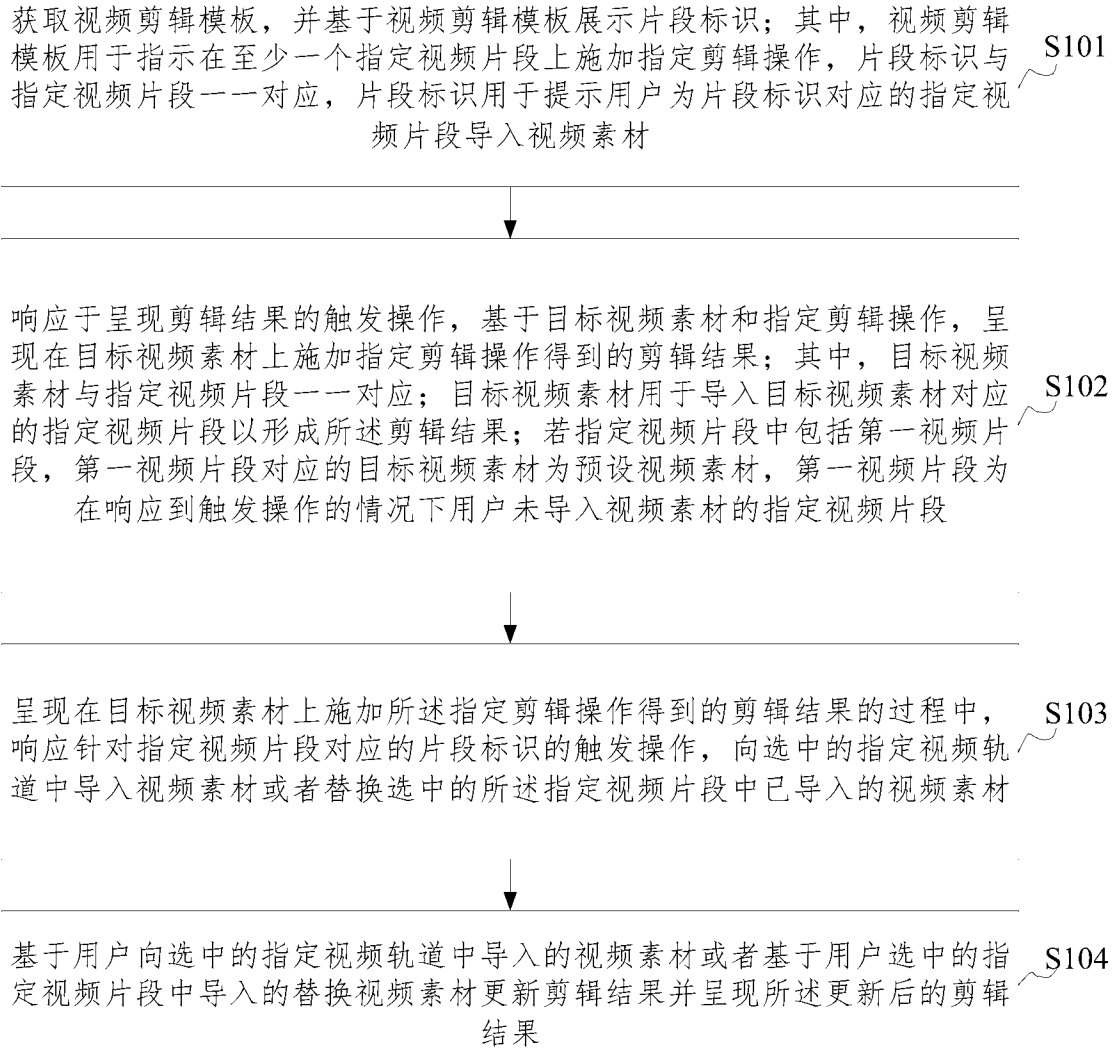 获取视频剪辑模板，并基于视频剪辑模板展示片段标识；其中，视频剪辑
模板用于指示在至少一个指定视频片段上施加指定剪辑操作，片段标识与
指定视频片段一一对应，片段标识用于提示用户为片段标识对应的指定视
频片段导入视频素材
S101
响应于呈现剪辑结果的触发操作，基于目标视频素材和指定剪辑操作，呈
现在目标视频素材上施加指定剪辑操作得到的剪辑结果；其中，目标视频
素材与指定视频片段一一对应；目标视频素材用于导入目标视频素材对应
的指定视频片段以形成所述剪辑结果；若指定视频片段中包括第一视频片
段，第一视频片段对应的目标视频素材为预设视频素材，第一视频片段为
在响应到触发操作的情况下用户未导入视频素材的指定视频片段
S102
呈现在目标视频素材上施加所述指定剪辑操作得到的剪辑结果的过程中，
响应针对指定视频片段对应的片段标识的触发操作，向选中的指定视频轨
道中导入视频素材或者替换选中的所述指定视频片段中已导入的视频素材
S103
基于用户向选中的指定视频轨道中导入的视频素材或者基于用户选中的指
定视频片段中导入的替换视频素材更新剪辑结果并呈现所述更新后的剪辑
结果
S104